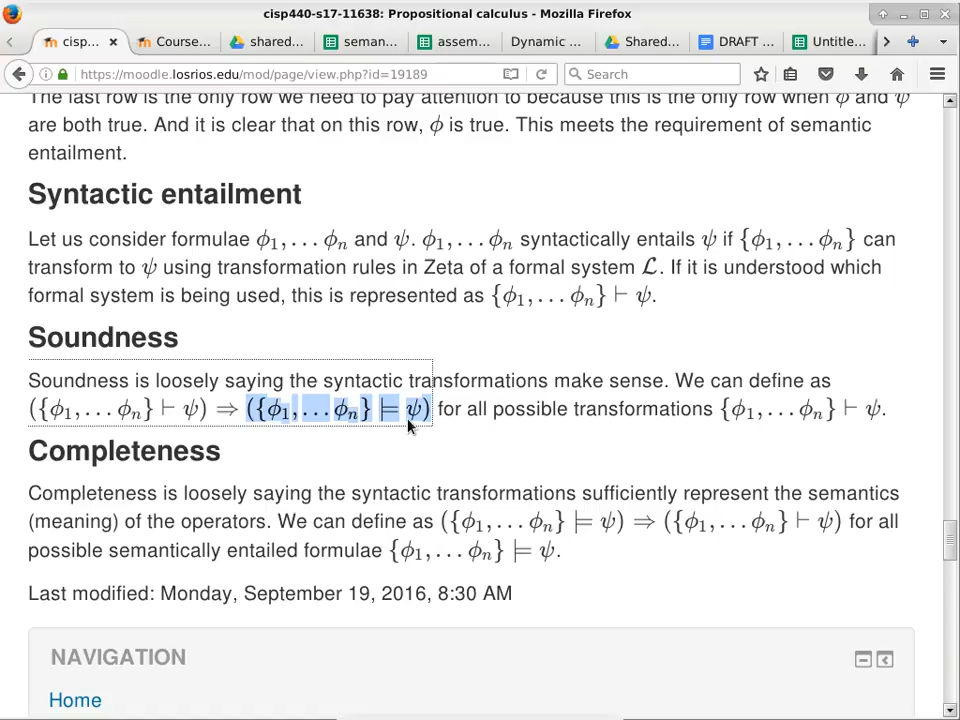 cisp440-s17-11638: Propositional calculus - Mozilla Firefox
cisp... Course... shared... seman... assem... Dynamic ... Shared... DRAFT ... Untitle...
https://moodle.losrios.edu/mod/page/view.php?id=19189 Search
The last row is the only row we need to pay attention to because this is the only row when ϕ and ψ
are both true. And it is clear that on this row, ϕ is true. This meets the requirement of semantic
entailment.
Syntactic entailment
Let us consider formulae ϕ₁, … ϕₙ and ψ. ϕ₁, … ϕₙ syntactically entails ψ if {ϕ₁, … ϕₙ} can
transform to ψ using transformation rules in Zeta of a formal system ℒ. If it is understood which
formal system is being used, this is represented as {ϕ₁, … ϕₙ} ⊢ ψ.
Soundness
Soundness is loosely saying the syntactic transformations make sense. We can define as
({ϕ₁, … ϕₙ} ⊢ ψ) ⇒ ({ϕ₁, … ϕₙ} ⊨ ψ) for all possible transformations {ϕ₁, … ϕₙ} ⊢ ψ.
Completeness
Completeness is loosely saying the syntactic transformations sufficiently represent the semantics
(meaning) of the operators. We can define as ({ϕ₁, … ϕₙ} ⊨ ψ) ⇒ ({ϕ₁, … ϕₙ} ⊢ ψ) for all
possible semantically entailed formulae {ϕ₁, … ϕₙ} ⊨ ψ.
Last modified: Monday, September 19, 2016, 8:30 AM
NAVIGATION
Home